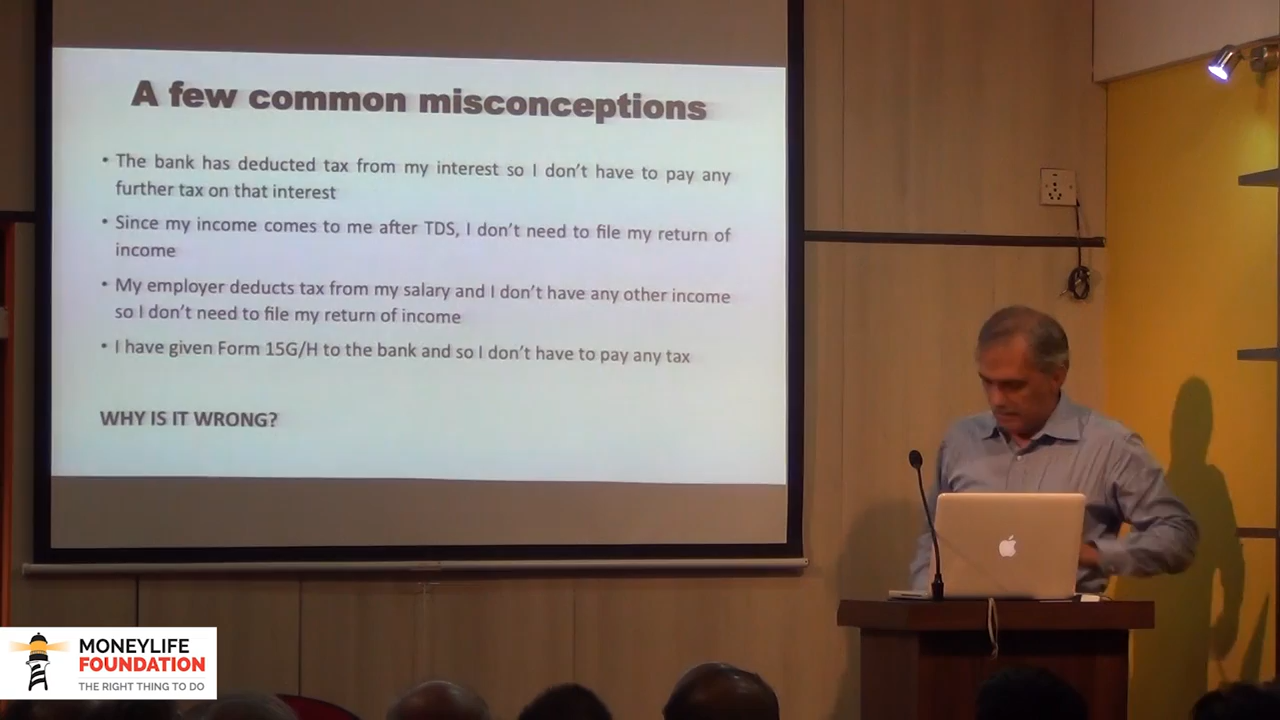 A few common misconceptions
• The bank has deducted tax from my interest so I don't have to pay any
further tax on that interest
• Since my income comes to me after TDS, I don't need to file my return of
income
• My employer deducts tax from my salary and I don't have any other income
so I don't need to file my return of income
• I have given Form 15G/H to the bank and so I don't have to pay any tax
WHY IS IT WRONG?
MONEYLIFE
FOUNDATION
THE RIGHT THING TO DO